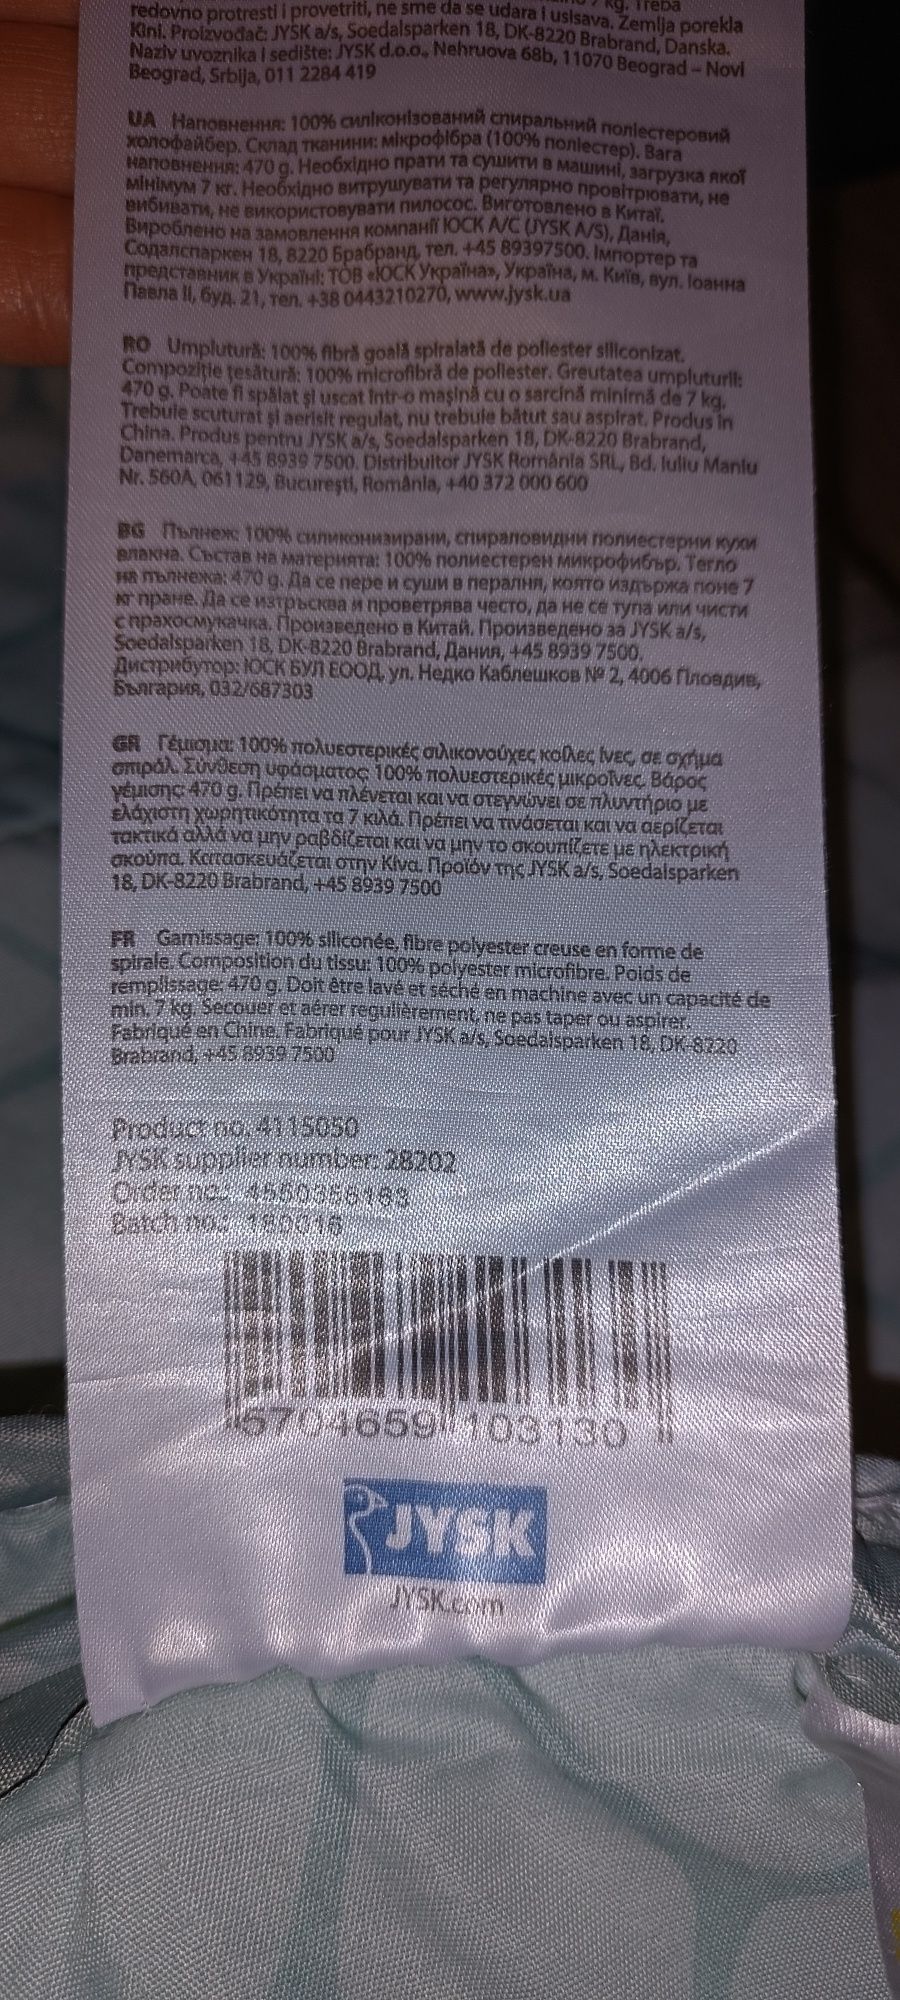 7 kg. Treba
redovno protresti i provetriti, ne sme da se udara i usisava. Zemlja porekla
Kini. Proizvođač: JYSK a/s, Soedalsparken 18, DK-8220 Brabrand, Danska.
Naziv uvoznika i sedište: JYSK d.o.o., Nehruova 68b, 11070 Beograd – Novi
Beograd, Srbija, 011 2284 419
UA Наповнення: 100% силіконізований спиральний поліестеровий
холофайбер. Склад тканини: мікрофібра (100% поліестер). Вага
наповнення: 470 g. Необхідно прати та сушити в машині, загрузка якої
мінімум 7 кг. Необхідно витрушувати та регулярно провітрювати, не
вибивати, не використовувати пилосос. Виготовлено в Китаї.
Вироблено на замовлення компанії ЮСК А/С (JYSK A/S), Данія,
Содалспаркен 18, 8220 Брабранд, тел. +45 89397500. Імпортер та
представник в Україні: ТОВ «ЮСК Україна», Україна, м. Київ, вул. Іоанна
Павла ІІ, буд. 21, тел. +38 0443210270, www.jysk.ua
RO Umplutură: 100% fibră goală spiralată de poliester siliconizat.
Compoziție țesătură: 100% microfibră de poliester. Greutatea umpluturii:
470 g. Poate fi spălat și uscat într-o mașină cu o sarcină minimă de 7 kg.
Trebuie scuturat și aerisit regulat, nu trebuie bătut sau aspirat. Produs în
China. Produs pentru JYSK a/s, Soedalsparken 18, DK-8220 Brabrand,
Danemarca, +45 8939 7500. Distribuitor JYSK România SRL, Bd. Iuliu Maniu
Nr. 560A, 061129, București, România, +40 372 000 600
BG Пълнеж: 100% силиконизирани, спираловидни полиестерни кухи
влакна. Състав на материята: 100% полиестерен микрофибър. Тегло
на пълнежа: 470 g. Да се пере и суши в пералня, която издържа поне 7
кг пране. Да се изтръсква и проветрява често, да не се тупа или чисти
с прахосмукачка. Произведено в Китай. Произведено за JYSK a/s,
Soedalsparken 18, DK-8220 Brabrand, Дания, +45 8939 7500.
Дистрибутор: ЮСК БУЛ ЕООД, ул. Недко Каблешков № 2, 4006 Пловдив,
България, 032/687303
GR Γέμισμα: 100% πολυεστερικές σιλικονούχες κοίλες ίνες, σε σχήμα
σπιράλ. Σύνθεση υφάσματος: 100% πολυεστερικές μικροΐνες. Βάρος
γέμισης: 470 g. Πρέπει να πλένεται και να στεγνώνει σε πλυντήριο με
ελάχιστη χωρητικότητα τα 7 κιλά. Πρέπει να τινάσεται και να αερίζεται
τακτικά αλλά να μην ραβδίζεται και να μην το σκουπίζετε με ηλεκτρική
σκούπα. Κατασκευάζεται στην Κίνα. Προϊόν της JYSK a/s, Soedalsparken
18, DK-8220 Brabrand, +45 8939 7500
FR Garnissage: 100% siliconée, fibre polyester creuse en forme de
spirale. Composition du tissu: 100% polyester microfibre. Poids de
remplissage: 470 g. Doit être lavé et séché en machine avec un capacité de
min. 7 kg. Secouer et aérer regulièrement, ne pas taper ou aspirer.
Fabriqué en Chine. Fabriqué pour JYSK a/s, Soedalsparken 18, DK-8220
Brabrand, +45 8939 7500
Product no. 4115050
JYSK supplier number: 28202
Order no.:
Batch no.:
5704659 103130
JYSK
JYSK.com